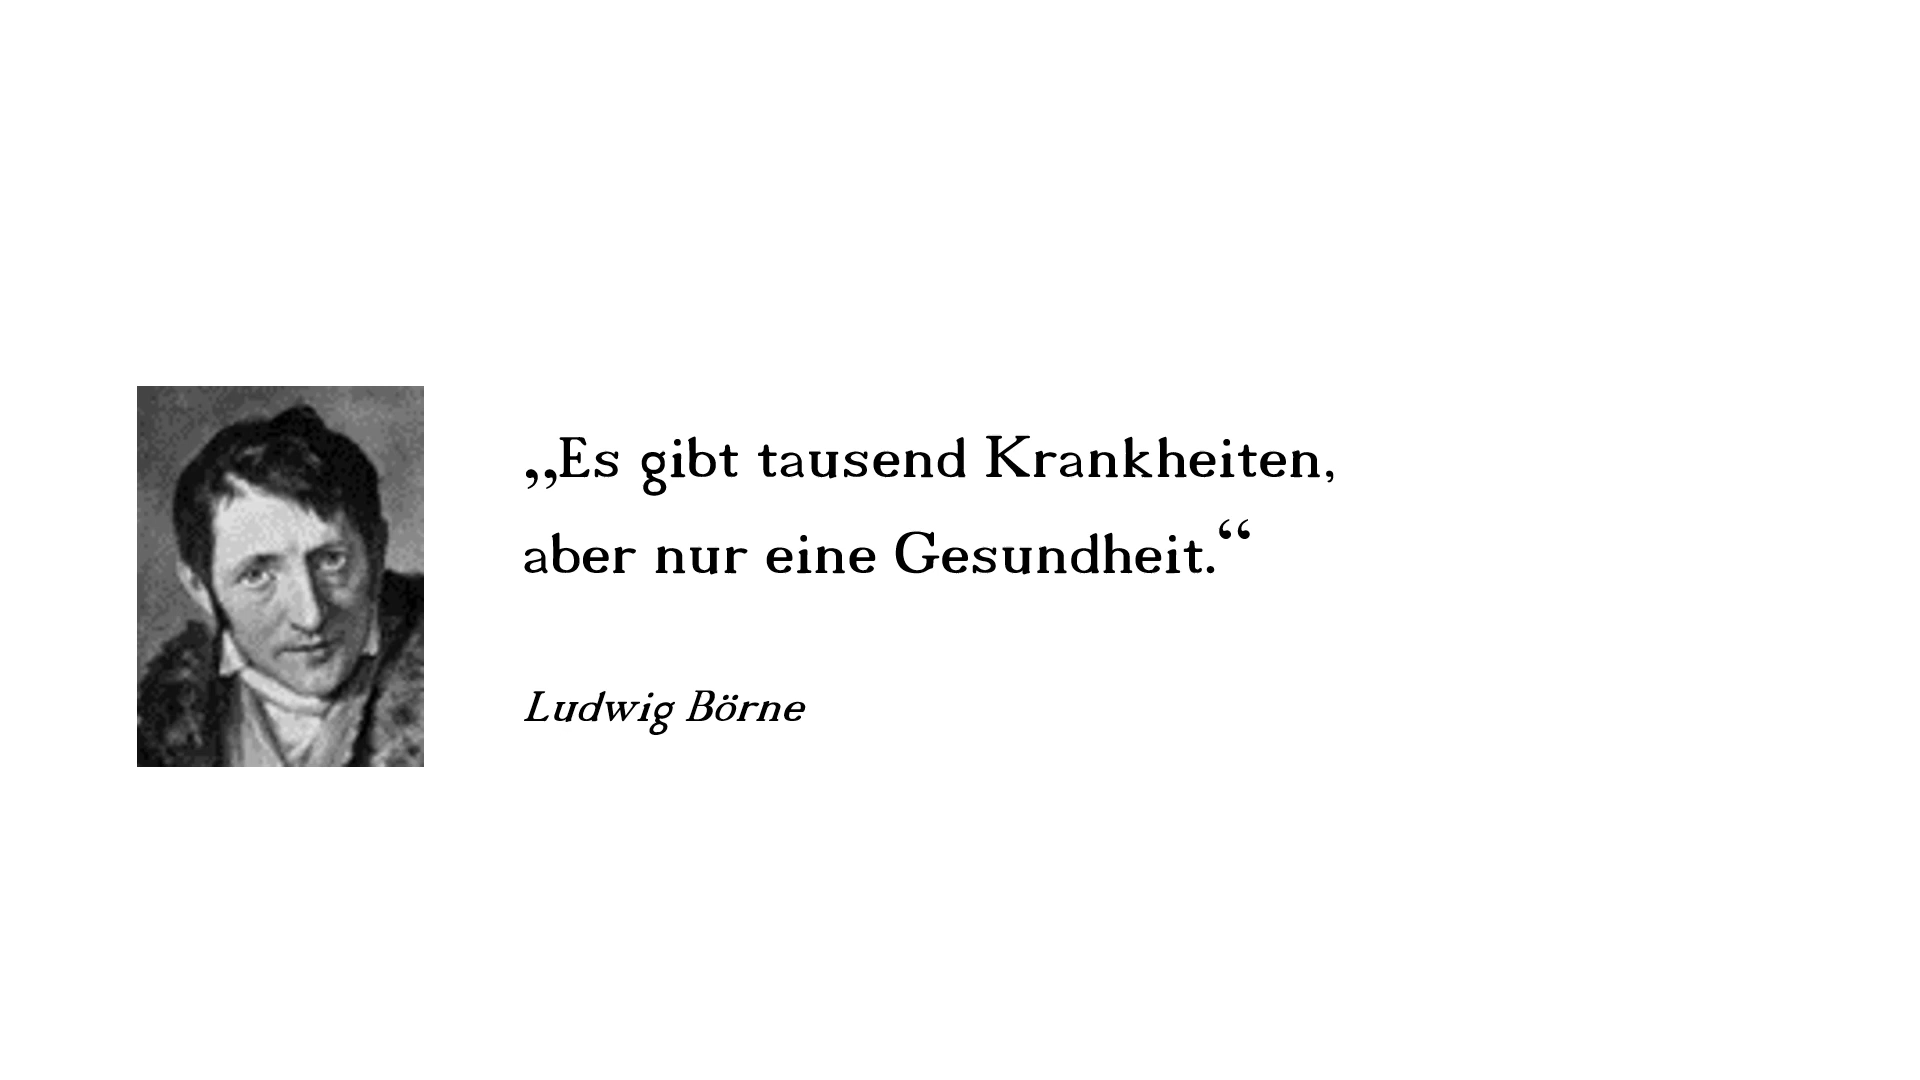 „Es gibt tausend Krankheiten,
aber nur eine Gesundheit.“
Ludwig Börne